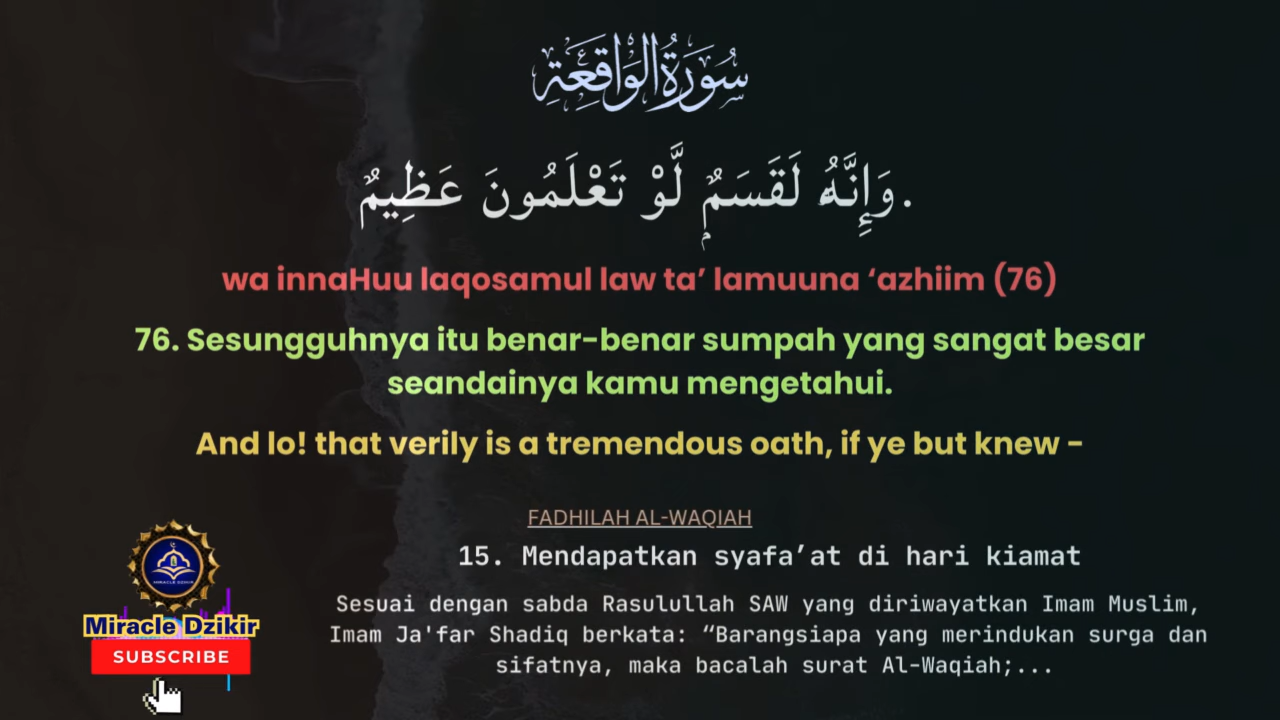 سُورَةُ الْوَاقِعَةِ
.وَإِنَّهُ لَقَسَمٌ لَّوْ تَعْلَمُونَ عَظِيمٌ
wa innaHuu laqosamul law ta’ lamuuna ‘azhiim (76)
76. Sesungguhnya itu benar-benar sumpah yang sangat besar
seandainya kamu mengetahui.
And lo! that verily is a tremendous oath, if ye but knew -
FADHILAH AL-WAQIAH
15. Mendapatkan syafa’at di hari kiamat
Sesuai dengan sabda Rasulullah SAW yang diriwayatkan Imam Muslim,
Imam Ja'far Shadiq berkata: “Barangsiapa yang merindukan surga dan
sifatnya, maka bacalah surat Al-Waqiah;...
MIRACLE DZIKIR
Miracle Dzikir
SUBSCRIBE